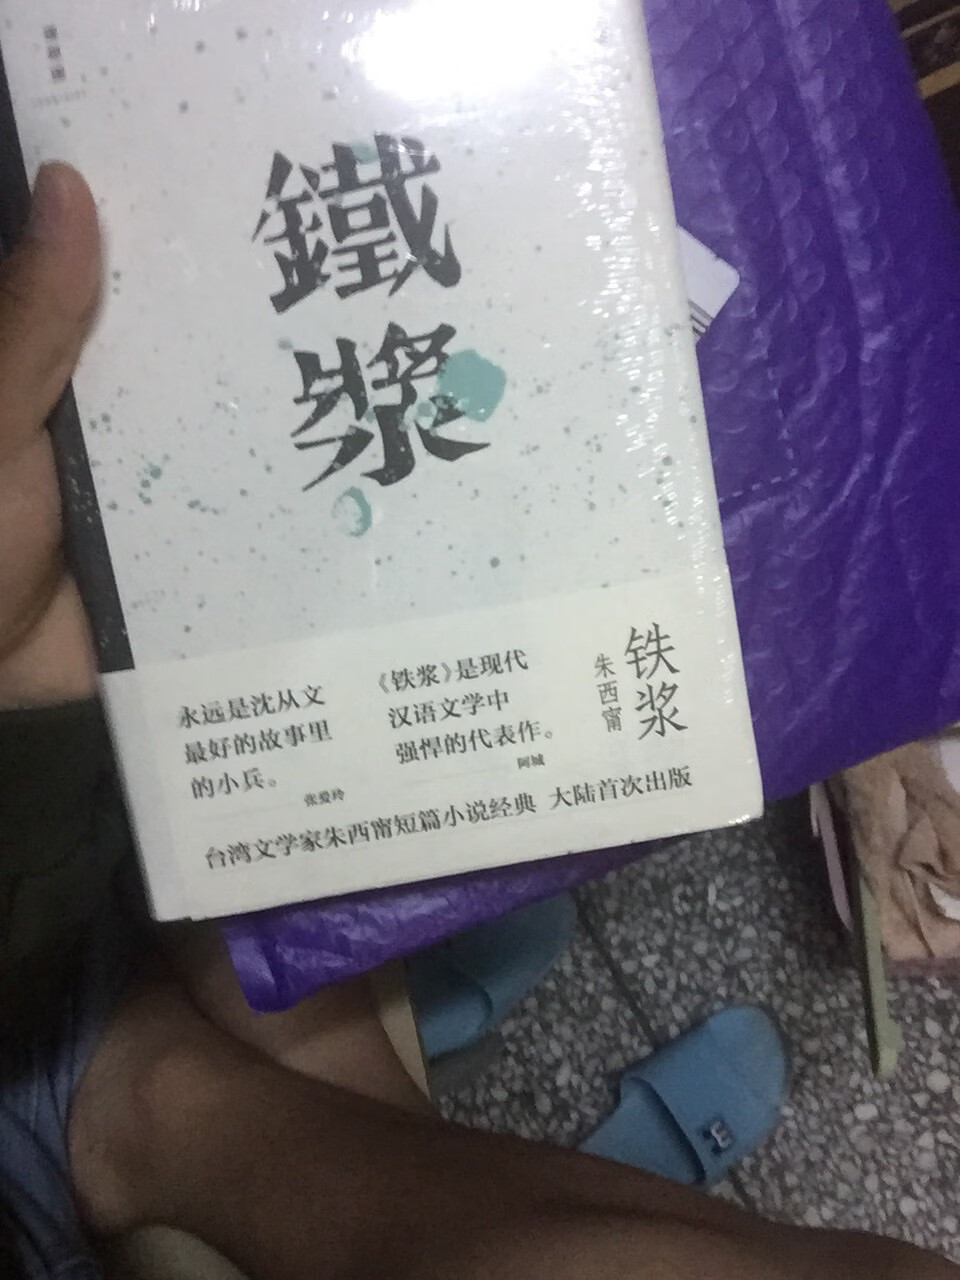 鐵
漿
铁浆
朱西甯
《铁浆》是现代
汉语文学中
强悍的代表作。
阿城
永远是沈从文
最好的故事里
的小兵。
张爱玲
台湾文学家朱西甯短篇小说经典 大陆首次出版